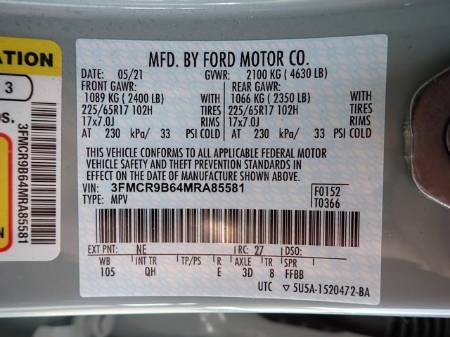 ATION
3
OS.
3FMCR9B64MRA85581
MFD. BY FORD MOTOR CO.
DATE: 05/21 GVWR: 2100 KG ( 4630 LB)
FRONT GAWR: REAR GAWR:
1089 KG ( 2400 LB) WITH 1066 KG ( 2350 LB) WITH
225/65R17 102H TIRES 225/65R17 102H TIRES
17x7.0J RIMS 17x7.0J RIMS
AT 230 kPa/ 33 PSI COLD AT 230 kPa/ 33 PSI COLD
THIS VEHICLE CONFORMS TO ALL APPLICABLE FEDERAL MOTOR
VEHICLE SAFETY AND THEFT PREVENTION STANDARDS IN
EFFECT ON THE DATE OF MANUFACTURE SHOWN ABOVE.
VIN: 3FMCR9B64MRA85581 F0152
TYPE: MPV T0366
EXT PNT: NE RC: 27 DSO:
WB INT TR TP/PS R AXLE TR SPR
105 QH E 3D 8 FFBB
UTC 5U5A-1520472-BA